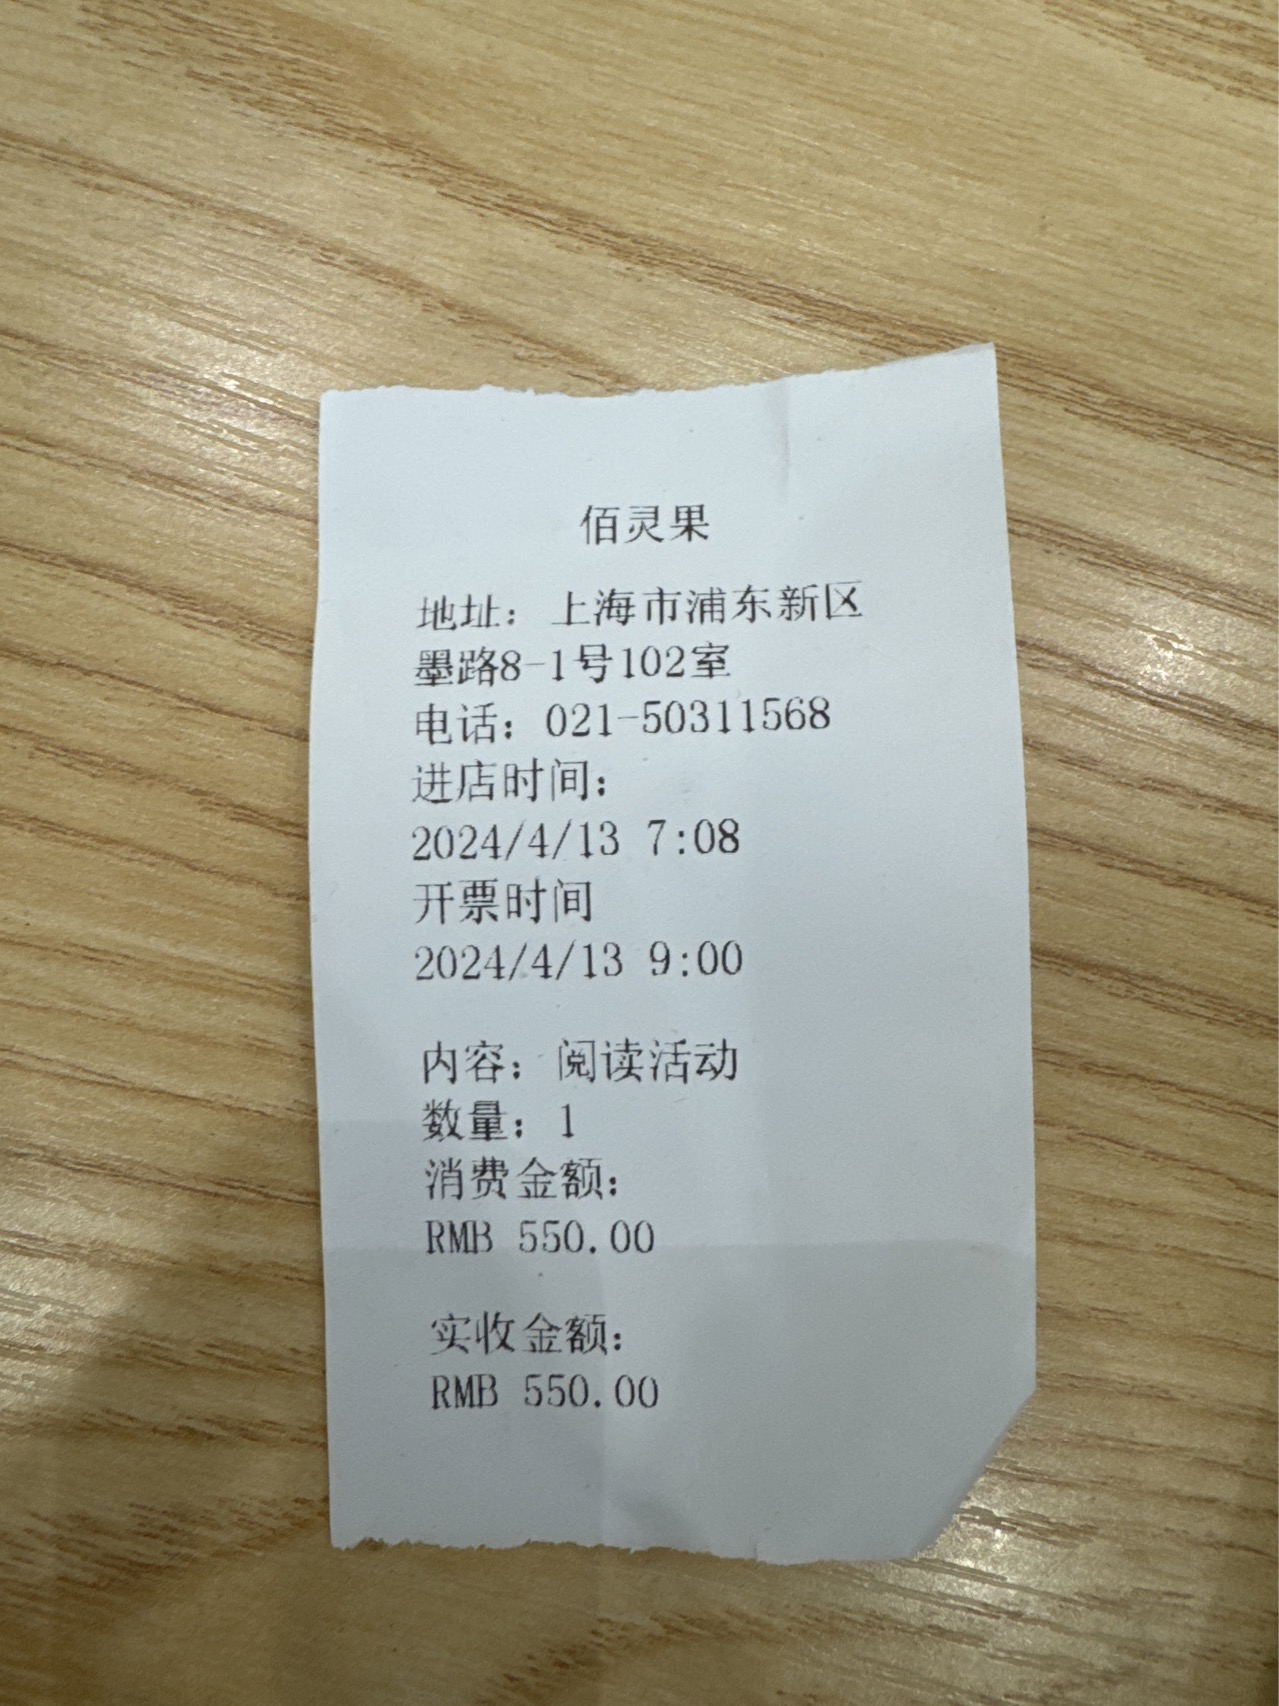 佰灵果
地址：上海市浦东新区
墨路8-1号102室
电话：021-50311568
进店时间：
2024/4/13 7:08
开票时间
2024/4/13 9:00
内容：阅读活动
数量：1
消费金额：
RMB 550.00
实收金额：
RMB 550.00